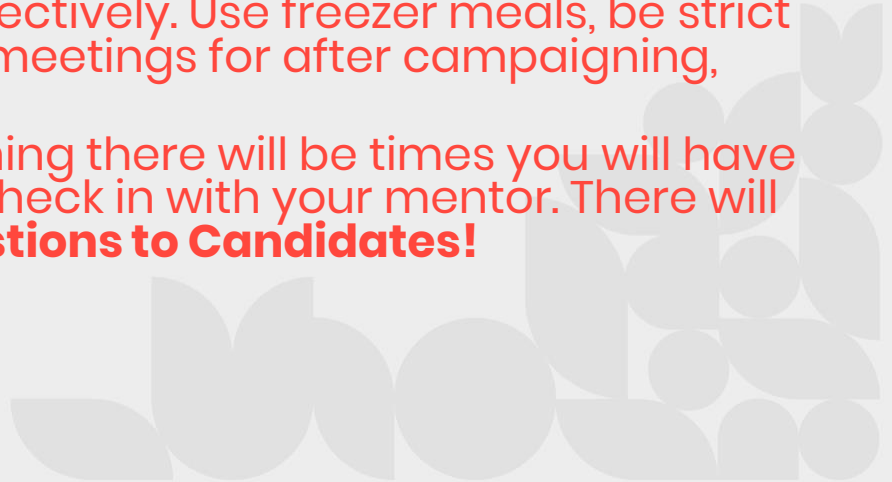 ectively. Use freezer meals, be strict
meetings for after campaigning,
ning there will be times you will have
heck in with your mentor. There will
stions to Candidates!